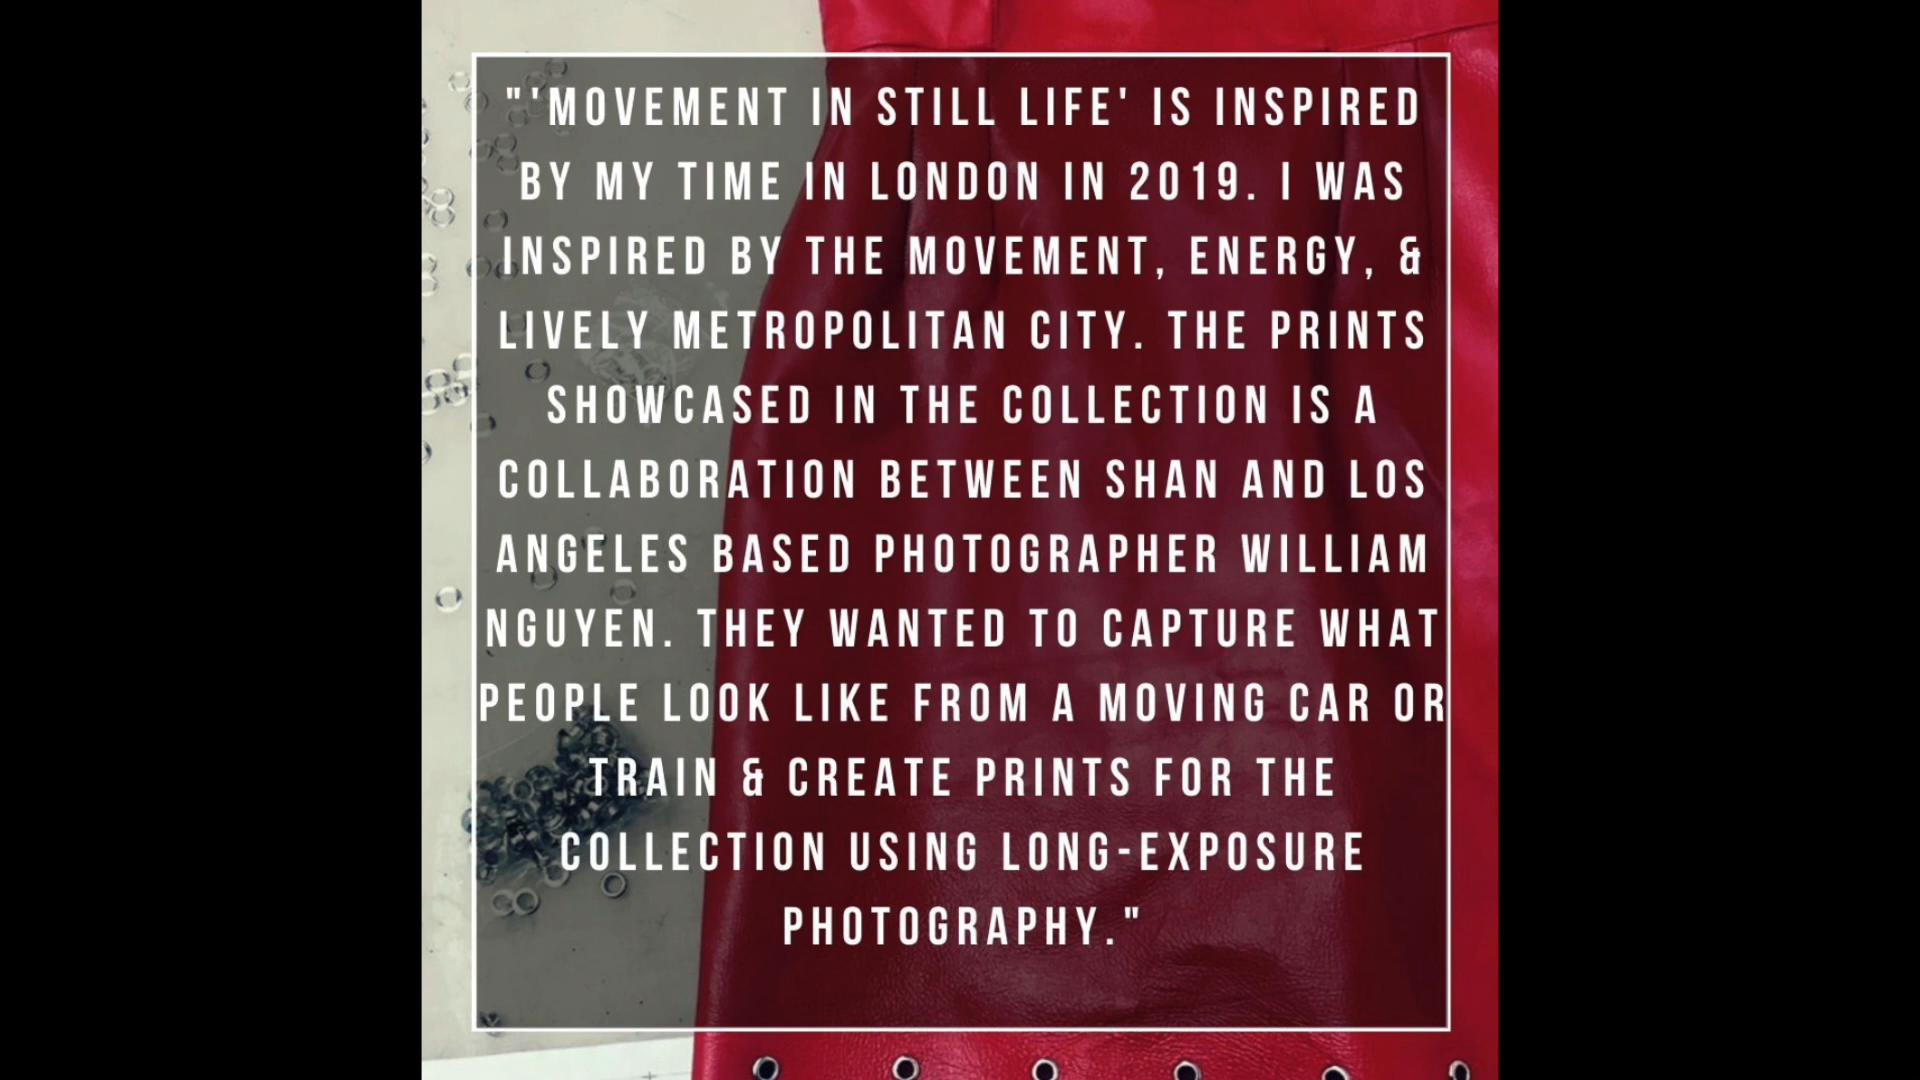 "'MOVEMENT IN STILL LIFE' IS INSPIRED
BY MY TIME IN LONDON IN 2019. I WAS
INSPIRED BY THE MOVEMENT, ENERGY, &
LIVELY METROPOLITAN CITY. THE PRINTS
SHOWCASED IN THE COLLECTION IS A
COLLABORATION BETWEEN SHAN AND LOS
ANGELES BASED PHOTOGRAPHER WILLIAM
NGUYEN. THEY WANTED TO CAPTURE WHAT
PEOPLE LOOK LIKE FROM A MOVING CAR OR
TRAIN & CREATE PRINTS FOR THE
COLLECTION USING LONG-EXPOSURE
PHOTOGRAPHY."